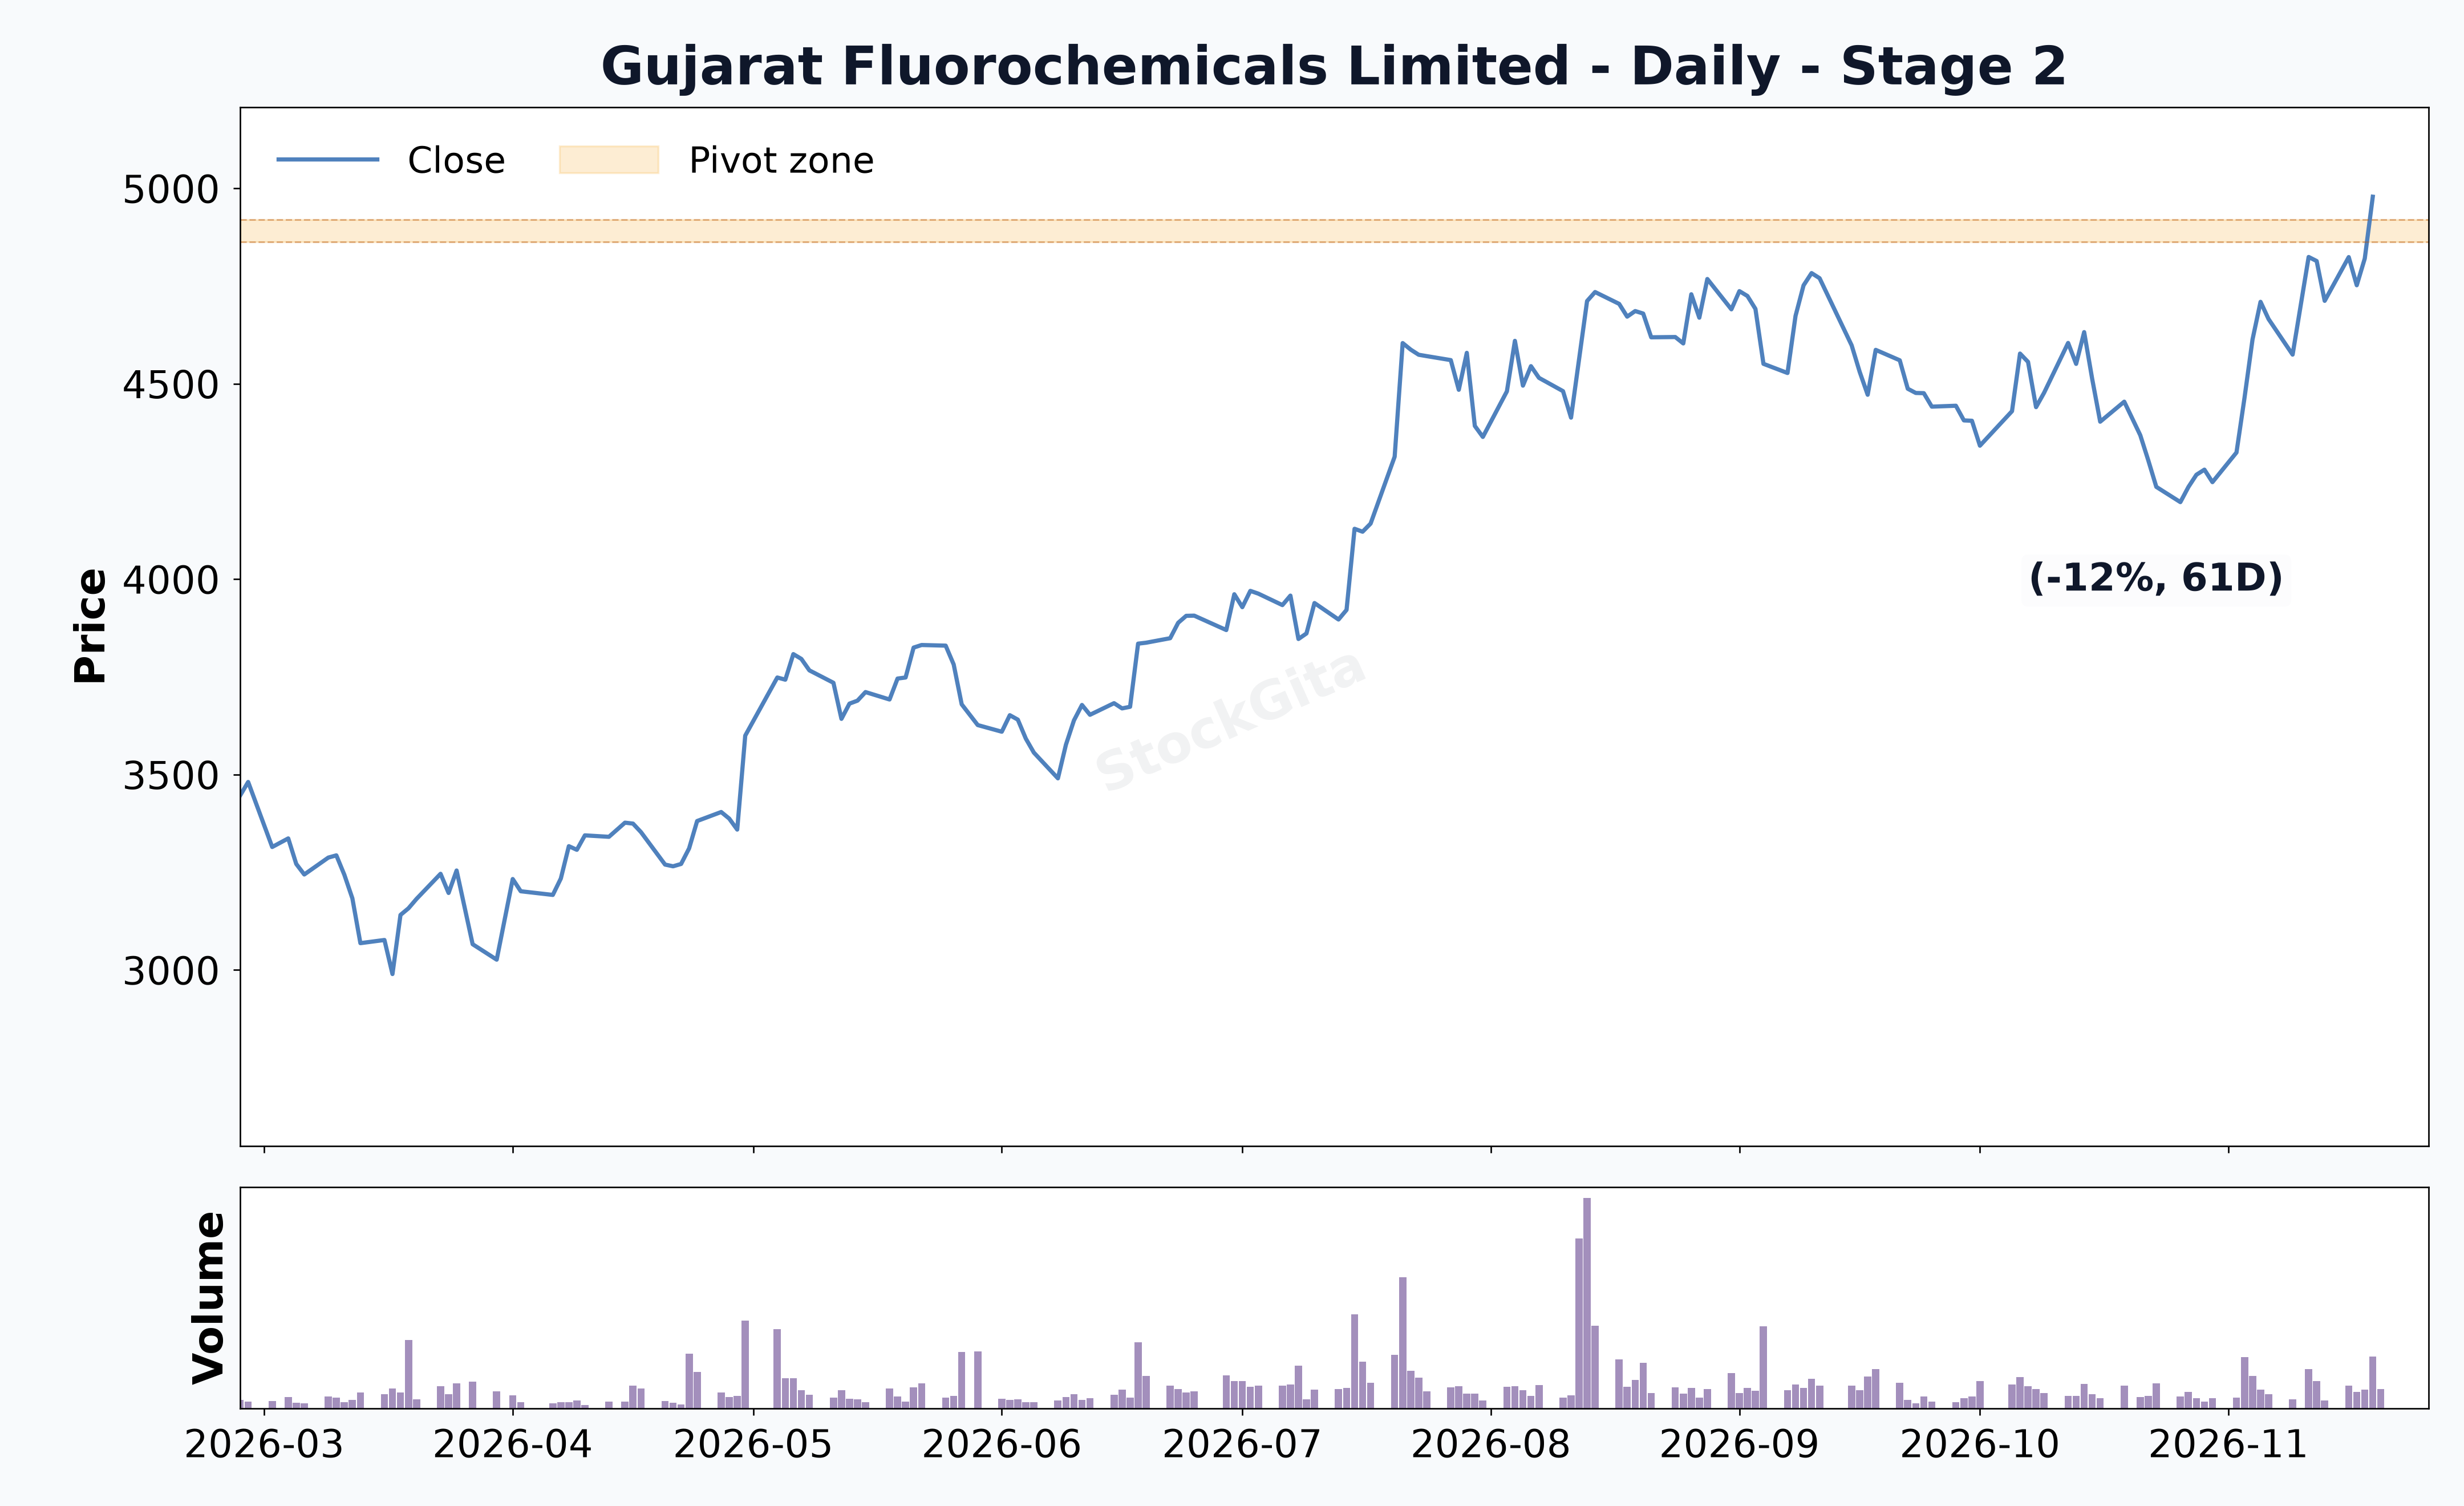 Gujarat Fluorochemicals Limited - Daily - Stage 2
Close
Pivot zone
5000
4500
4000
3500
3000
Price
(-12%, 61D)
StockGita
Volume
2026-03
2026-04
2026-05
2026-06
2026-07
2026-08
2026-09
2026-10
2026-11